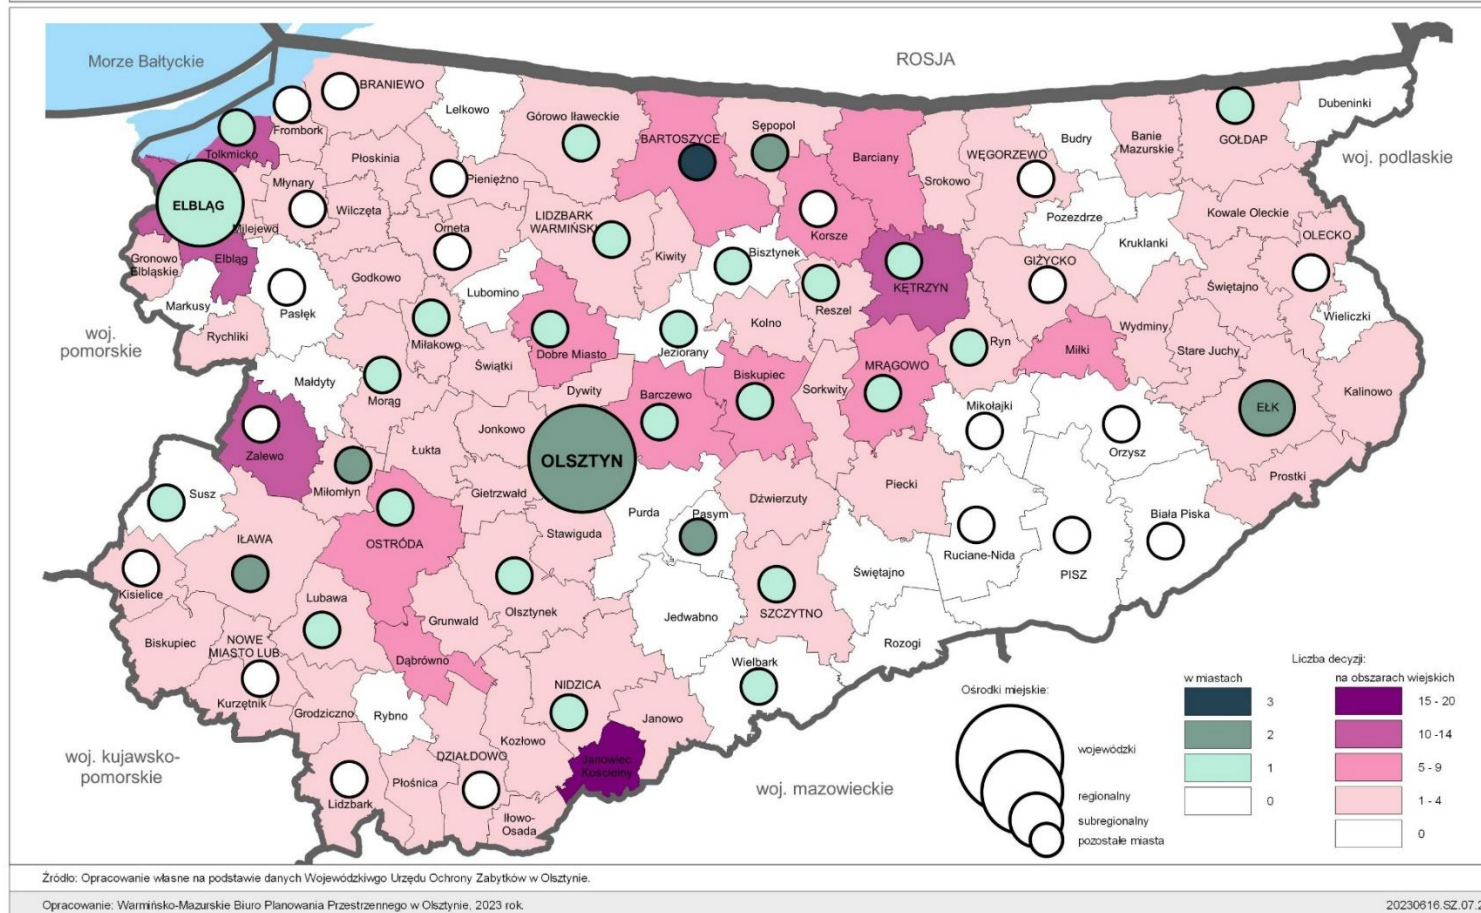 Morze Bałtyckie
ROSJA
BRANIEWO
Lelkowo
Frombork
Górowo Iławeckie
BARTOSZYCE
Sępopol
Barciany
Srokowo
WĘGORZEWO
Budry
Banie
Mazurskie
GOŁDAP
Dubeninki
woj. podlaskie
Tolkmicko
Płoskinia
Pieniężno
Młynary
Wilczęta
ELBLĄG
Milejewo
Orneta
LIDZBARK
WARMIŃSKI
Kiwity
Korsze
Pozezdrze
Kruklanki
Kowale Oleckie
OLECKO
Gronowo
Elbląskie
Elbląg
Markusy
Pasłęk
Godkowo
Lubomino
Bisztynek
Reszel
KĘTRZYN
GIŻYCKO
Świętajno
Wieliczki
woj.
pomorskie
Rychliki
Miłakowo
Świątki
Dobre Miasto
Jeziorany
Kolno
Ryn
Miłki
Wydminy
Stare Juchy
Kalinowo
Małdyty
Morąg
Dywity
Barczewo
Biskupiec
Sorkwity
MRĄGOWO
Mikołajki
Orzysz
EŁK
Zalewo
Miłomłyn
Łukta
Jonkowo
OLSZTYN
Prostki
Susz
Gietrzwałd
Purda
Pasym
Dźwierzuty
Piecki
Ruciane-Nida
PISZ
Biała Piska
IŁAWA
OSTRÓDA
Stawiguda
Kisielice
Lubawa
Olsztynek
Grunwald
Jedwabno
SZCZYTNO
Świętajno
Rozogi
Biskupiec
NOWE
MIASTO LUB.
Kurzętnik
Dąbrówno
Wielbark
Grodziczno
Rybno
NIDZICA
Janowo
woj. kujawsko-
pomorskie
Kozłowo
DZIAŁDOWO
Janowiec
Kościelny
Lidzbark
Płośnica
Iłowo-
Osada
woj. mazowieckie
Ośrodki miejskie:
wojewódzki
regionalny
subregionalny
pozostałe miasta
Liczba decyzji:
w miastach
3
2
1
0
na obszarach wiejskich
15 - 20
10 -14
5 - 9
1 - 4
0
Źródło: Opracowanie własne na podstawie danych Wojewódzkiwgo Urzędu Ochrony Zabytków w Olsztynie.
Opracowanie: Warmińsko-Mazurskie Biuro Planowania Przestrzennego w Olsztynie, 2023 rok.